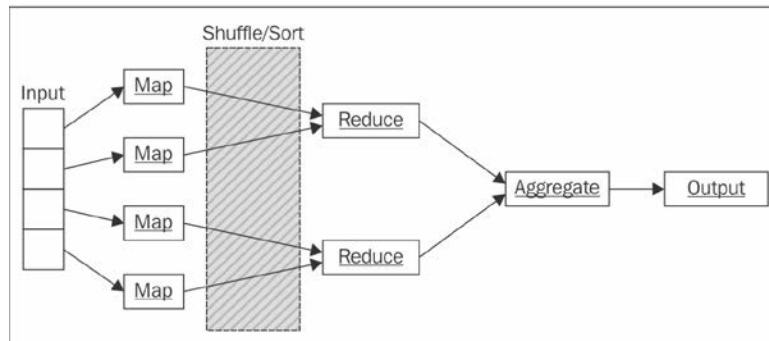 Shuffle/Sort
Input
Map
Map
Map
Map
Reduce
Reduce
Aggregate
Output